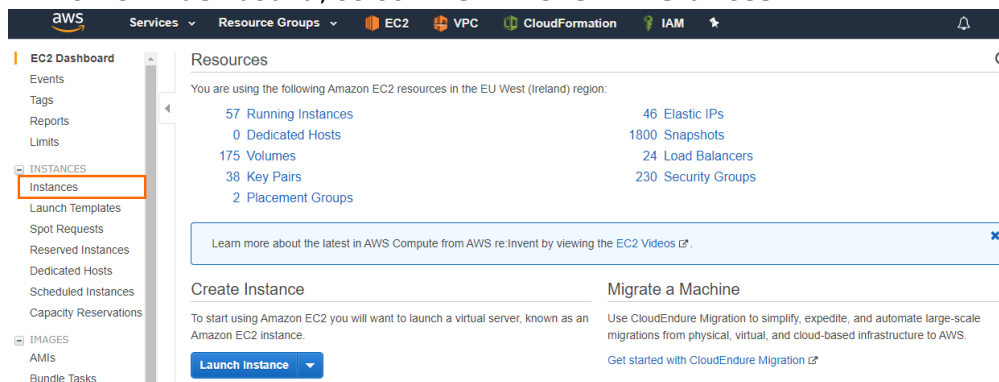 aws
Services
Resource Groups
EC2
VPC
CloudFormation
IAM
EC2 Dashboard
Events
Tags
Reports
Limits
INSTANCES
Instances
Launch Templates
Spot Requests
Reserved Instances
Dedicated Hosts
Scheduled Instances
Capacity Reservations
IMAGES
AMIs
Bundle Tasks
Resources
You are using the following Amazon EC2 resources in the EU West (Ireland) region:
57 Running Instances
0 Dedicated Hosts
175 Volumes
38 Key Pairs
2 Placement Groups
46 Elastic IPs
1800 Snapshots
24 Load Balancers
230 Security Groups
Learn more about the latest in AWS Compute from AWS re:Invent by viewing the EC2 Videos.
Create Instance
To start using Amazon EC2 you will want to launch a virtual server, known as an
Amazon EC2 instance.
Launch Instance
Migrate a Machine
Use CloudEndure Migration to simplify, expedite, and automate large-scale
migrations from physical, virtual, and cloud-based infrastructure to AWS.
Get started with CloudEndure Migration